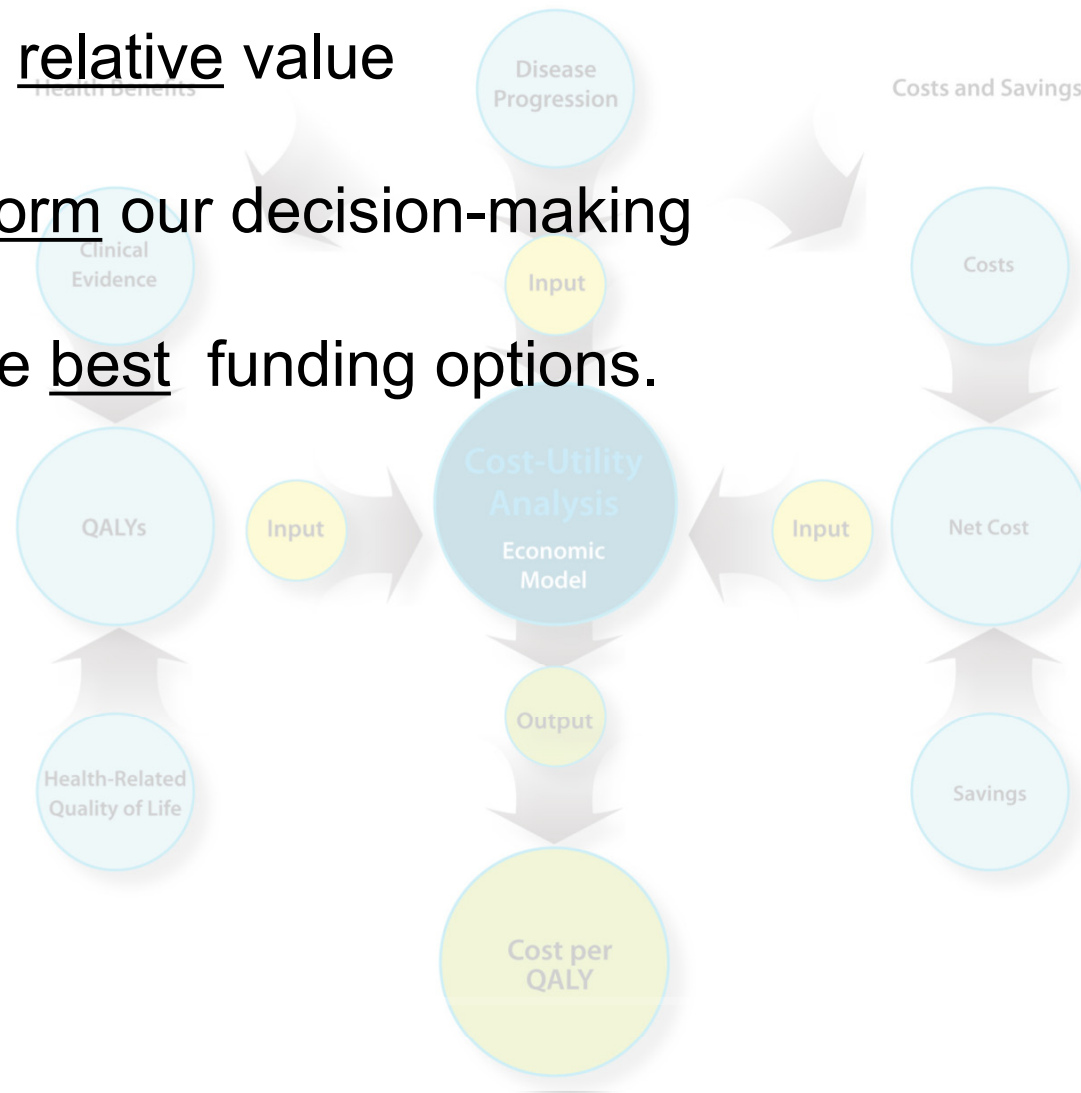 relative value
Health Benefits
Disease
Progression
Costs and Savings
orm our decision-making
Clinical
Evidence
Input
Costs
e best funding options.
Cost-Utility
Analysis
Economic
Model
QALYs
Input
Input
Net Cost
Output
Health-Related
Quality of Life
Savings
Cost per
QALY